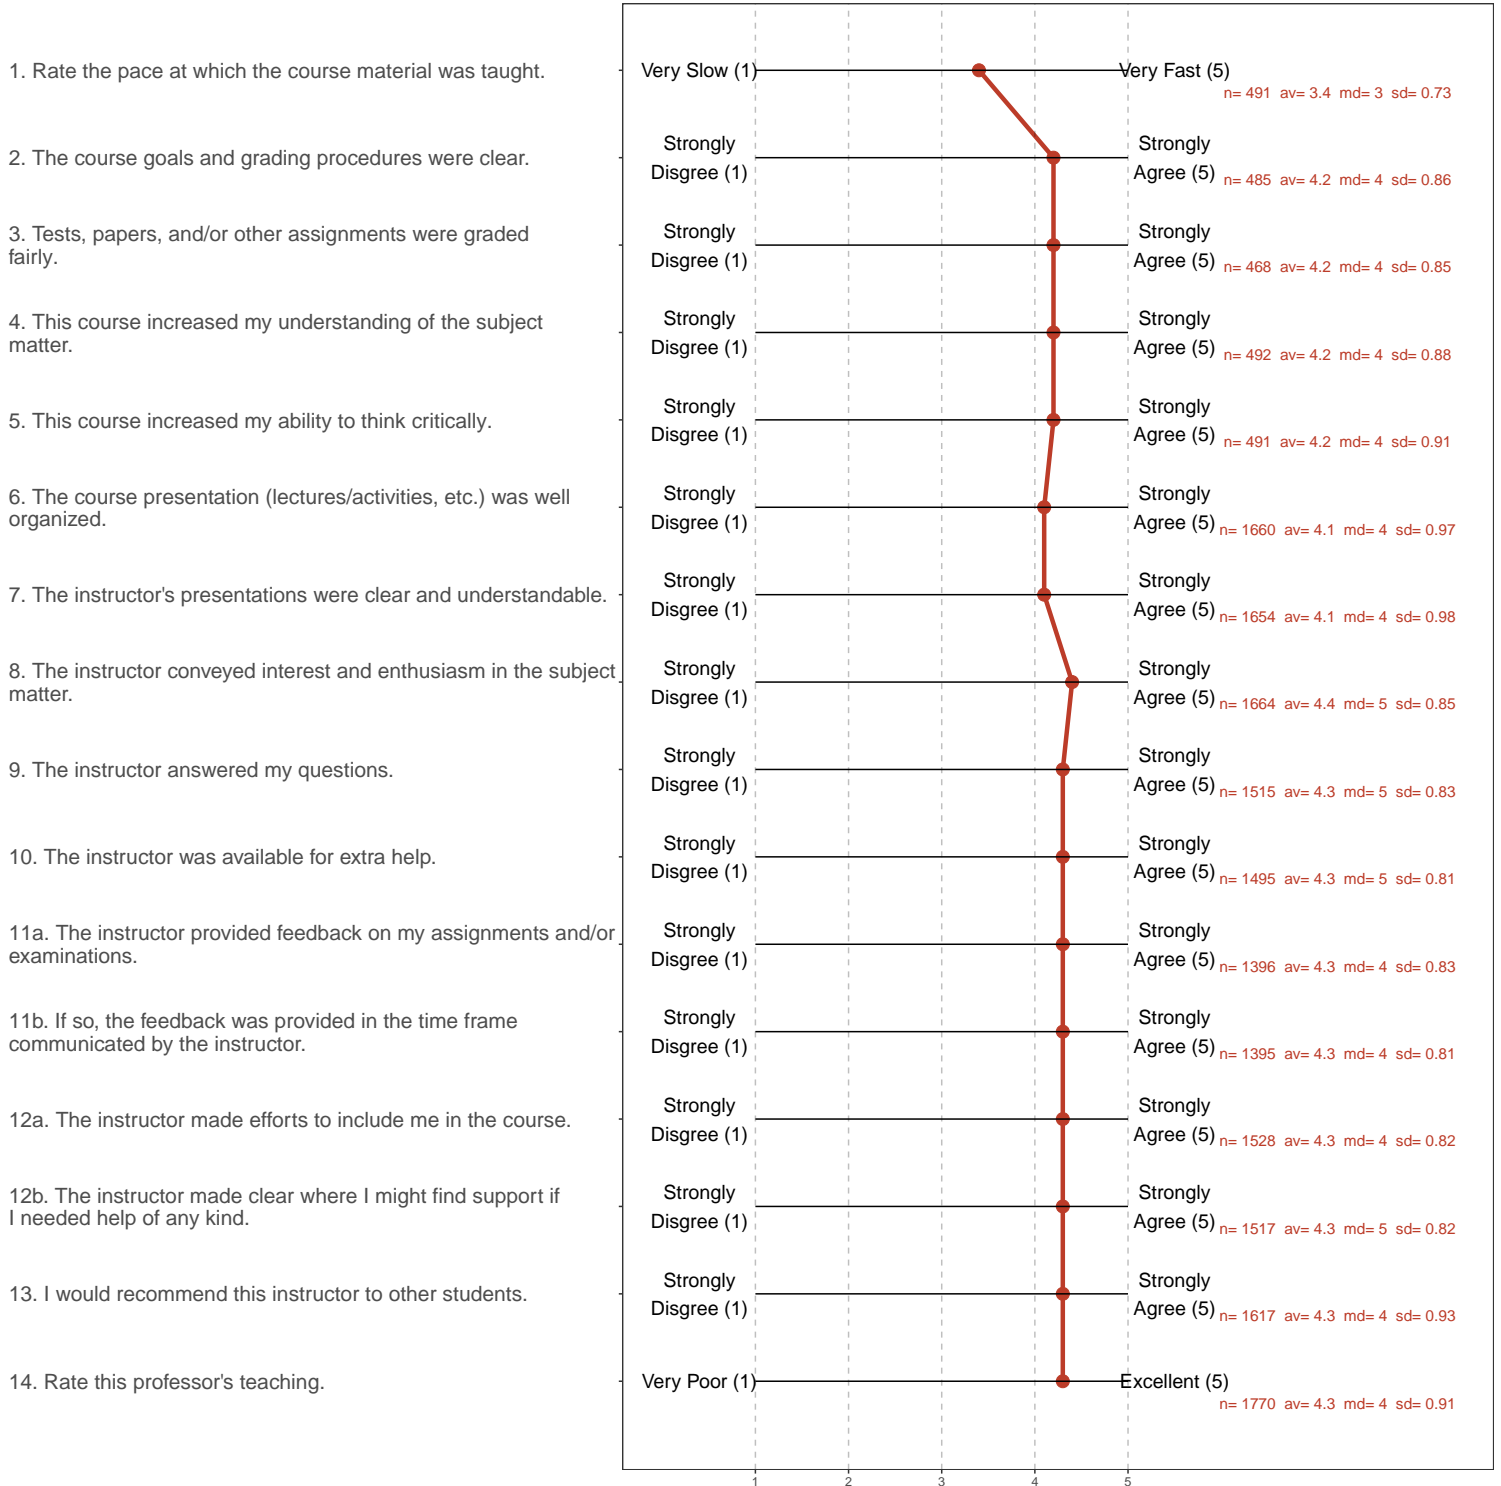 1. Rate the pace at which the course material was taught.
Very Slow (1)
Very Fast (5)
n= 491 av= 3.4 md= 3 sd= 0.73
2. The course goals and grading procedures were clear.
Strongly
Disgree (1)
Strongly
Agree (5)
n= 485 av= 4.2 md= 4 sd= 0.86
3. Tests, papers, and/or other assignments were graded
fairly.
Strongly
Disgree (1)
Strongly
Agree (5)
n= 468 av= 4.2 md= 4 sd= 0.85
4. This course increased my understanding of the subject
matter.
Strongly
Disgree (1)
Strongly
Agree (5)
n= 492 av= 4.2 md= 4 sd= 0.88
5. This course increased my ability to think critically.
Strongly
Disgree (1)
Strongly
Agree (5)
n= 491 av= 4.2 md= 4 sd= 0.91
6. The course presentation (lectures/activities, etc.) was well
organized.
Strongly
Disgree (1)
Strongly
Agree (5)
n= 1660 av= 4.1 md= 4 sd= 0.97
7. The instructor's presentations were clear and understandable.
Strongly
Disgree (1)
Strongly
Agree (5)
n= 1654 av= 4.1 md= 4 sd= 0.98
8. The instructor conveyed interest and enthusiasm in the subject
matter.
Strongly
Disgree (1)
Strongly
Agree (5)
n= 1664 av= 4.4 md= 5 sd= 0.85
9. The instructor answered my questions.
Strongly
Disgree (1)
Strongly
Agree (5)
n= 1515 av= 4.3 md= 5 sd= 0.83
10. The instructor was available for extra help.
Strongly
Disgree (1)
Strongly
Agree (5)
n= 1495 av= 4.3 md= 5 sd= 0.81
11a. The instructor provided feedback on my assignments and/or
examinations.
Strongly
Disgree (1)
Strongly
Agree (5)
n= 1396 av= 4.3 md= 4 sd= 0.83
11b. If so, the feedback was provided in the time frame
communicated by the instructor.
Strongly
Disgree (1)
Strongly
Agree (5)
n= 1395 av= 4.3 md= 4 sd= 0.81
12a. The instructor made efforts to include me in the course.
Strongly
Disgree (1)
Strongly
Agree (5)
n= 1528 av= 4.3 md= 4 sd= 0.82
12b. The instructor made clear where I might find support if
I needed help of any kind.
Strongly
Disgree (1)
Strongly
Agree (5)
n= 1517 av= 4.3 md= 5 sd= 0.82
13. I would recommend this instructor to other students.
Strongly
Disgree (1)
Strongly
Agree (5)
n= 1617 av= 4.3 md= 4 sd= 0.93
14. Rate this professor's teaching.
Very Poor (1)
Excellent (5)
n= 1770 av= 4.3 md= 4 sd= 0.91
1 2 3 4 5